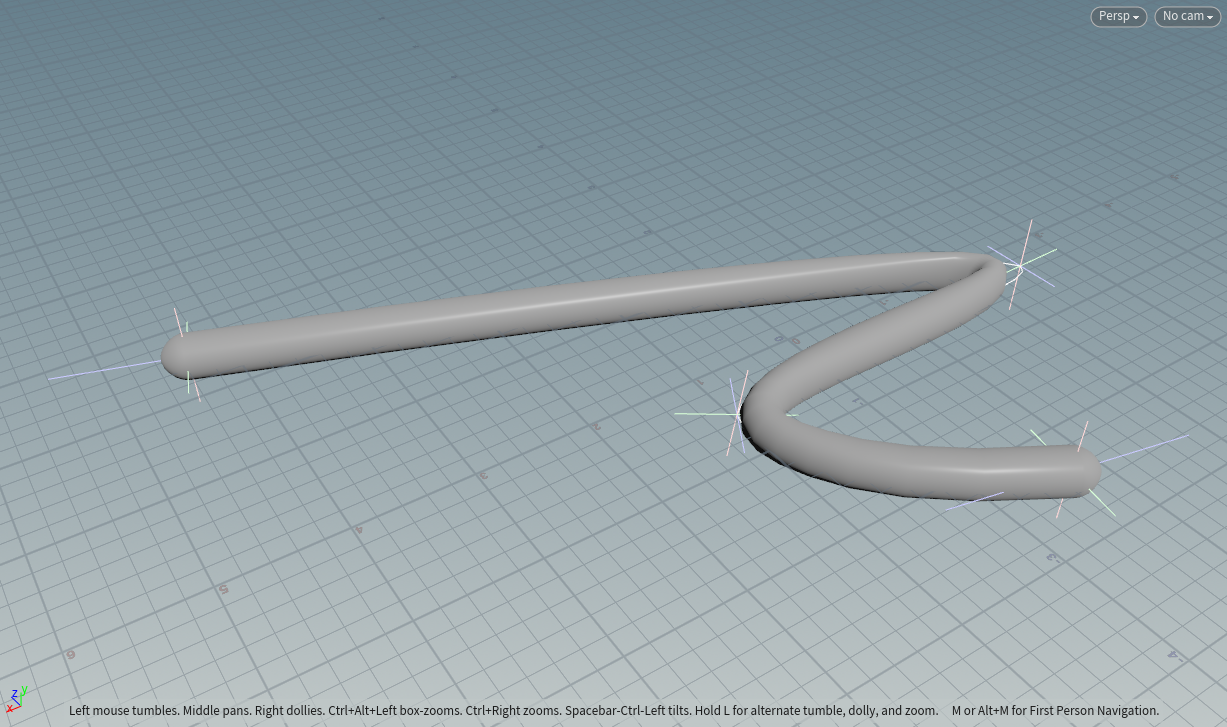 Persp
No cam
z y
x
Left mouse tumbles. Middle pans. Right dollies. Ctrl+Alt+Left box-zooms. Ctrl+Right zooms. Spacebar-Ctrl-Left tilts. Hold L for alternate tumble, dolly, and zoom. M or Alt+M for First Person Navigation.